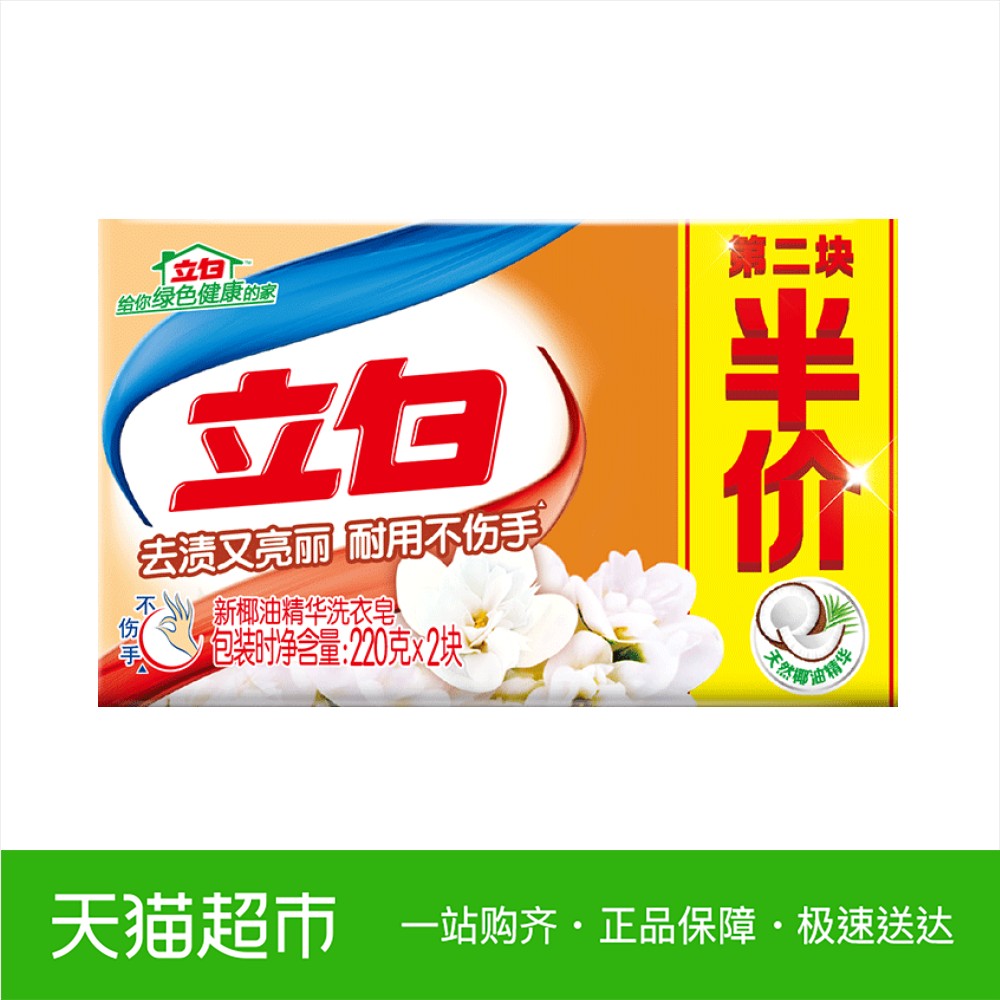 立白™
给你绿色健康的家
立白
去渍又亮丽 耐用不伤手
不伤手
新椰油精华洗衣皂
包装时净含量:220克×2块
第二块
半价
天然椰油精华
天猫超市
一站购齐·正品保障·极速送达